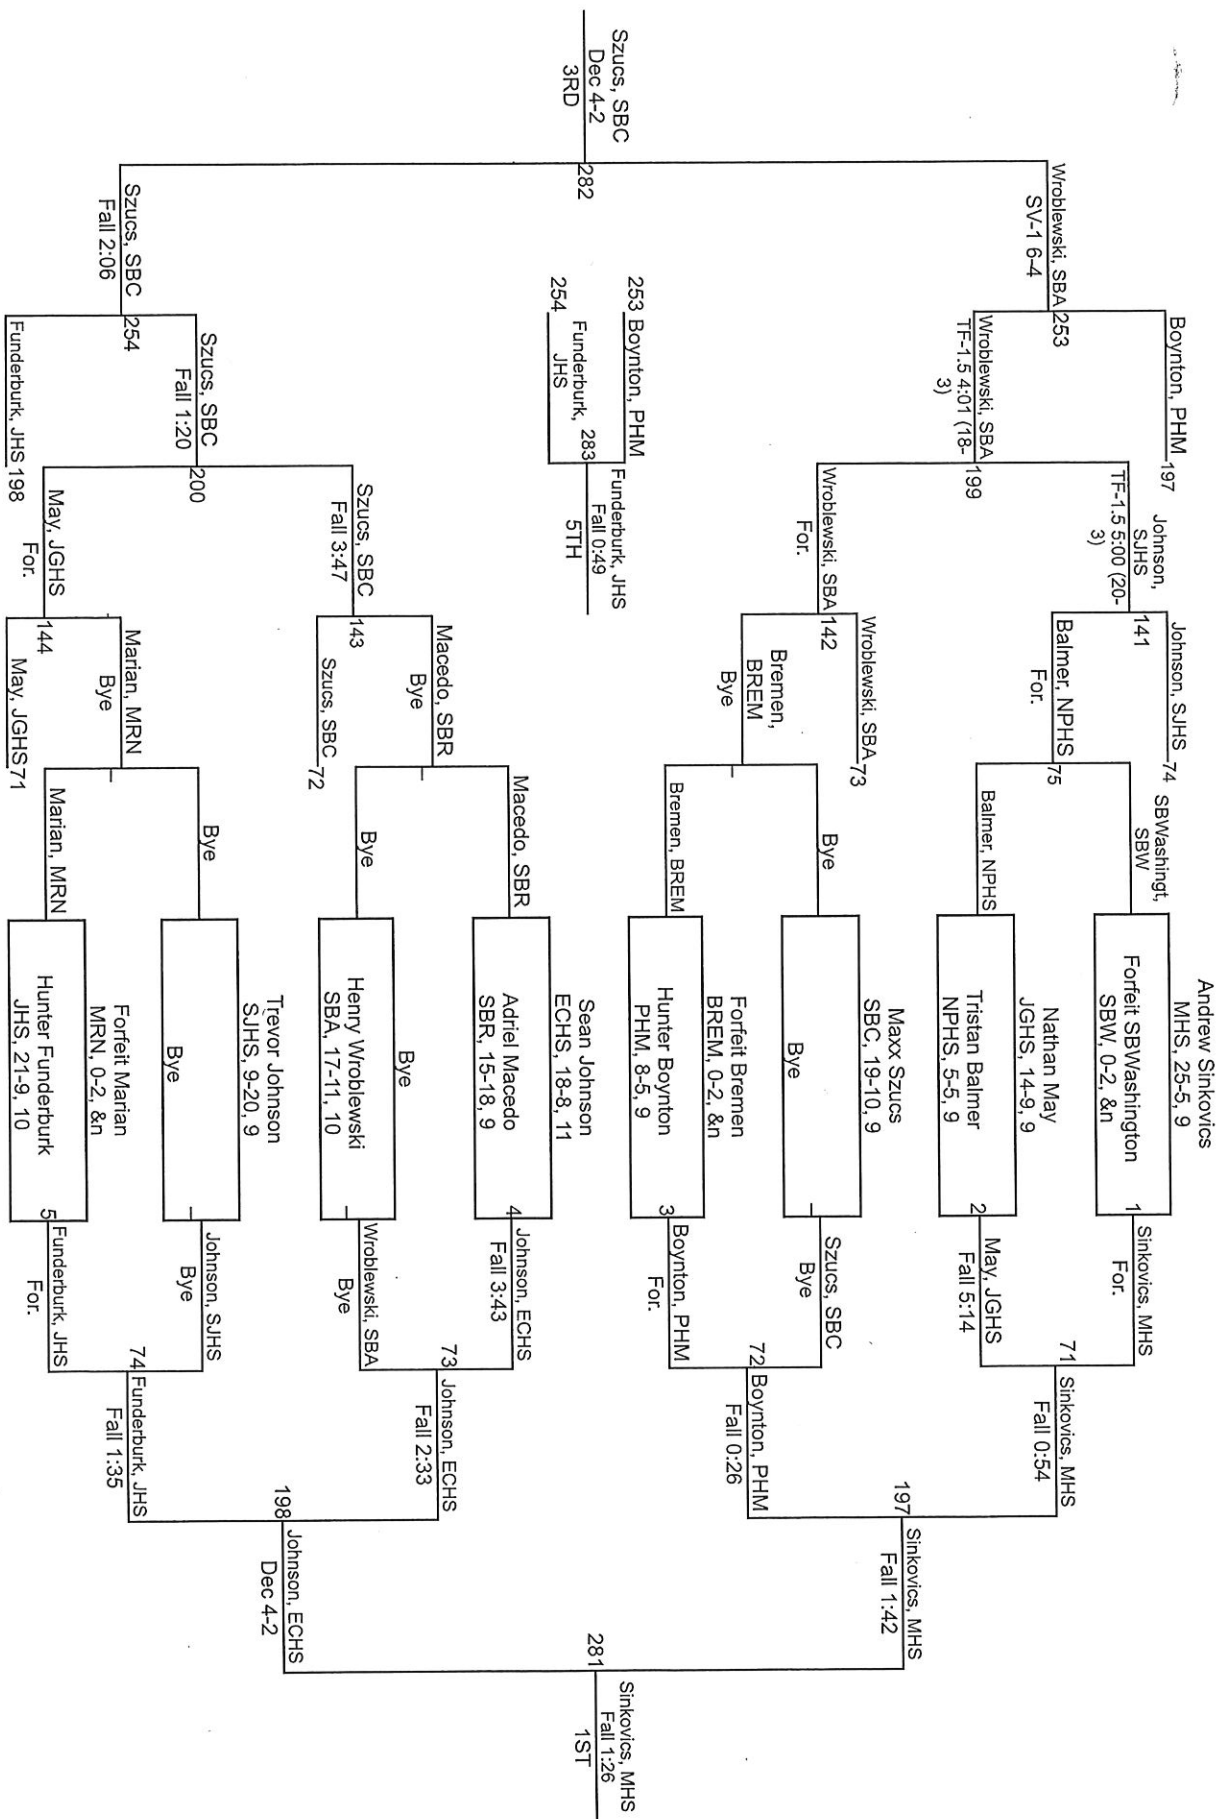 Andrew Sinkovics
MHS, 25-5, 9
Forfeit SBWashington
SBW, 0-2, &n
1
Sinkovics, MHS
For.
Nathan May
JGHS, 14-9, 9
Tristan Balmer
NPHS, 5-5, 9
2
May, JGHS
Fall 5:14
71
Sinkovics, MHS
Fall 0:54
Maxx Szucs
SBC, 19-10, 9
Bye
Szucs, SBC
Bye
Forfeit Bremen
BREM, 0-2, &n
Hunter Boynton
PHM, 8-5, 9
3
Boynton, PHM
For.
72
Boynton, PHM
Fall 0:26
197
Sinkovics, MHS
Fall 1:42
Sean Johnson
ECHS, 18-8, 11
Adriel Macedo
SBR, 15-18, 9
4
Johnson, ECHS
Fall 3:43
Bye
Henry Wroblewski
SBA, 17-11, 10
Wroblewski, SBA
Bye
73
Johnson, ECHS
Fall 2:33
Trevor Johnson
SJHS, 9-20, 9
Bye
Johnson, SJHS
Bye
Forfeit Marian
MRN, 0-2, &n
Hunter Funderburk
JHS, 21-9, 10
5
Funderburk, JHS
For.
74
Funderburk, JHS
Fall 1:35
198
Johnson, ECHS
Dec 4-2
281
Sinkovics, MHS
Fall 1:26
1ST
SBWashingt,
SBW
Balmer, NPHS
75
Balmer, NPHS
For.
Johnson, SJHS
74
141
Johnson,
SJHS
TF-1.5 5:00 (20-
3)
Bye
Bremen, BREM
Bremen,
BREM
Bye
Wroblewski, SBA
73
142
Wroblewski, SBA
For.
199
Wroblewski, SBA
TF-1.5 4:01 (18-
3)
Boynton, PHM
197
253
Wroblewski, SBA
SV-1 6-4
Macedo, SBR
Bye
Macedo, SBR
Bye
Szucs, SBC
72
143
Szucs, SBC
Fall 3:47
Bye
Marian, MRN
Marian, MRN
Bye
May, JGHS
71
144
May, JGHS
For.
200
Szucs, SBC
Fall 1:20
Funderburk, JHS
198
254
Szucs, SBC
Fall 2:06
282
Szucs, SBC
Dec 4-2
3RD
253 Boynton, PHM
254
Funderburk,
JHS
283
Funderburk, JHS
Fall 0:49
5TH